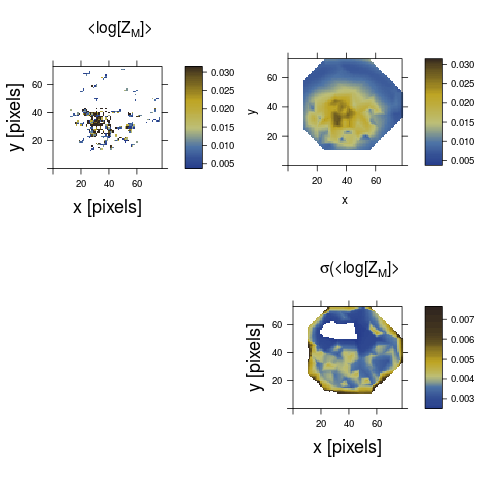 <log[Z_M]>
60
40
20
20 40 60
x [pixels]
y [pixels]
0.030
0.025
0.020
0.015
0.010
0.005
60
40
20
20 40 60
x
y
0.030
0.025
0.020
0.015
0.010
0.005
σ(<log[Z_M]>
60
40
20
20 40 60
x [pixels]
y [pixels]
0.007
0.006
0.005
0.004
0.003